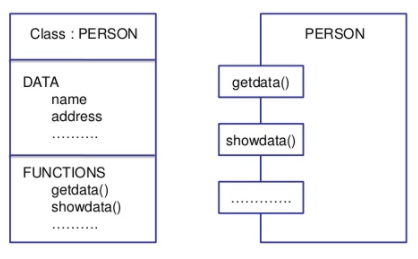 Class : PERSON
DATA
name
address
……….
FUNCTIONS
getdata()
showdata()
……….
PERSON
getdata()
showdata()
………….